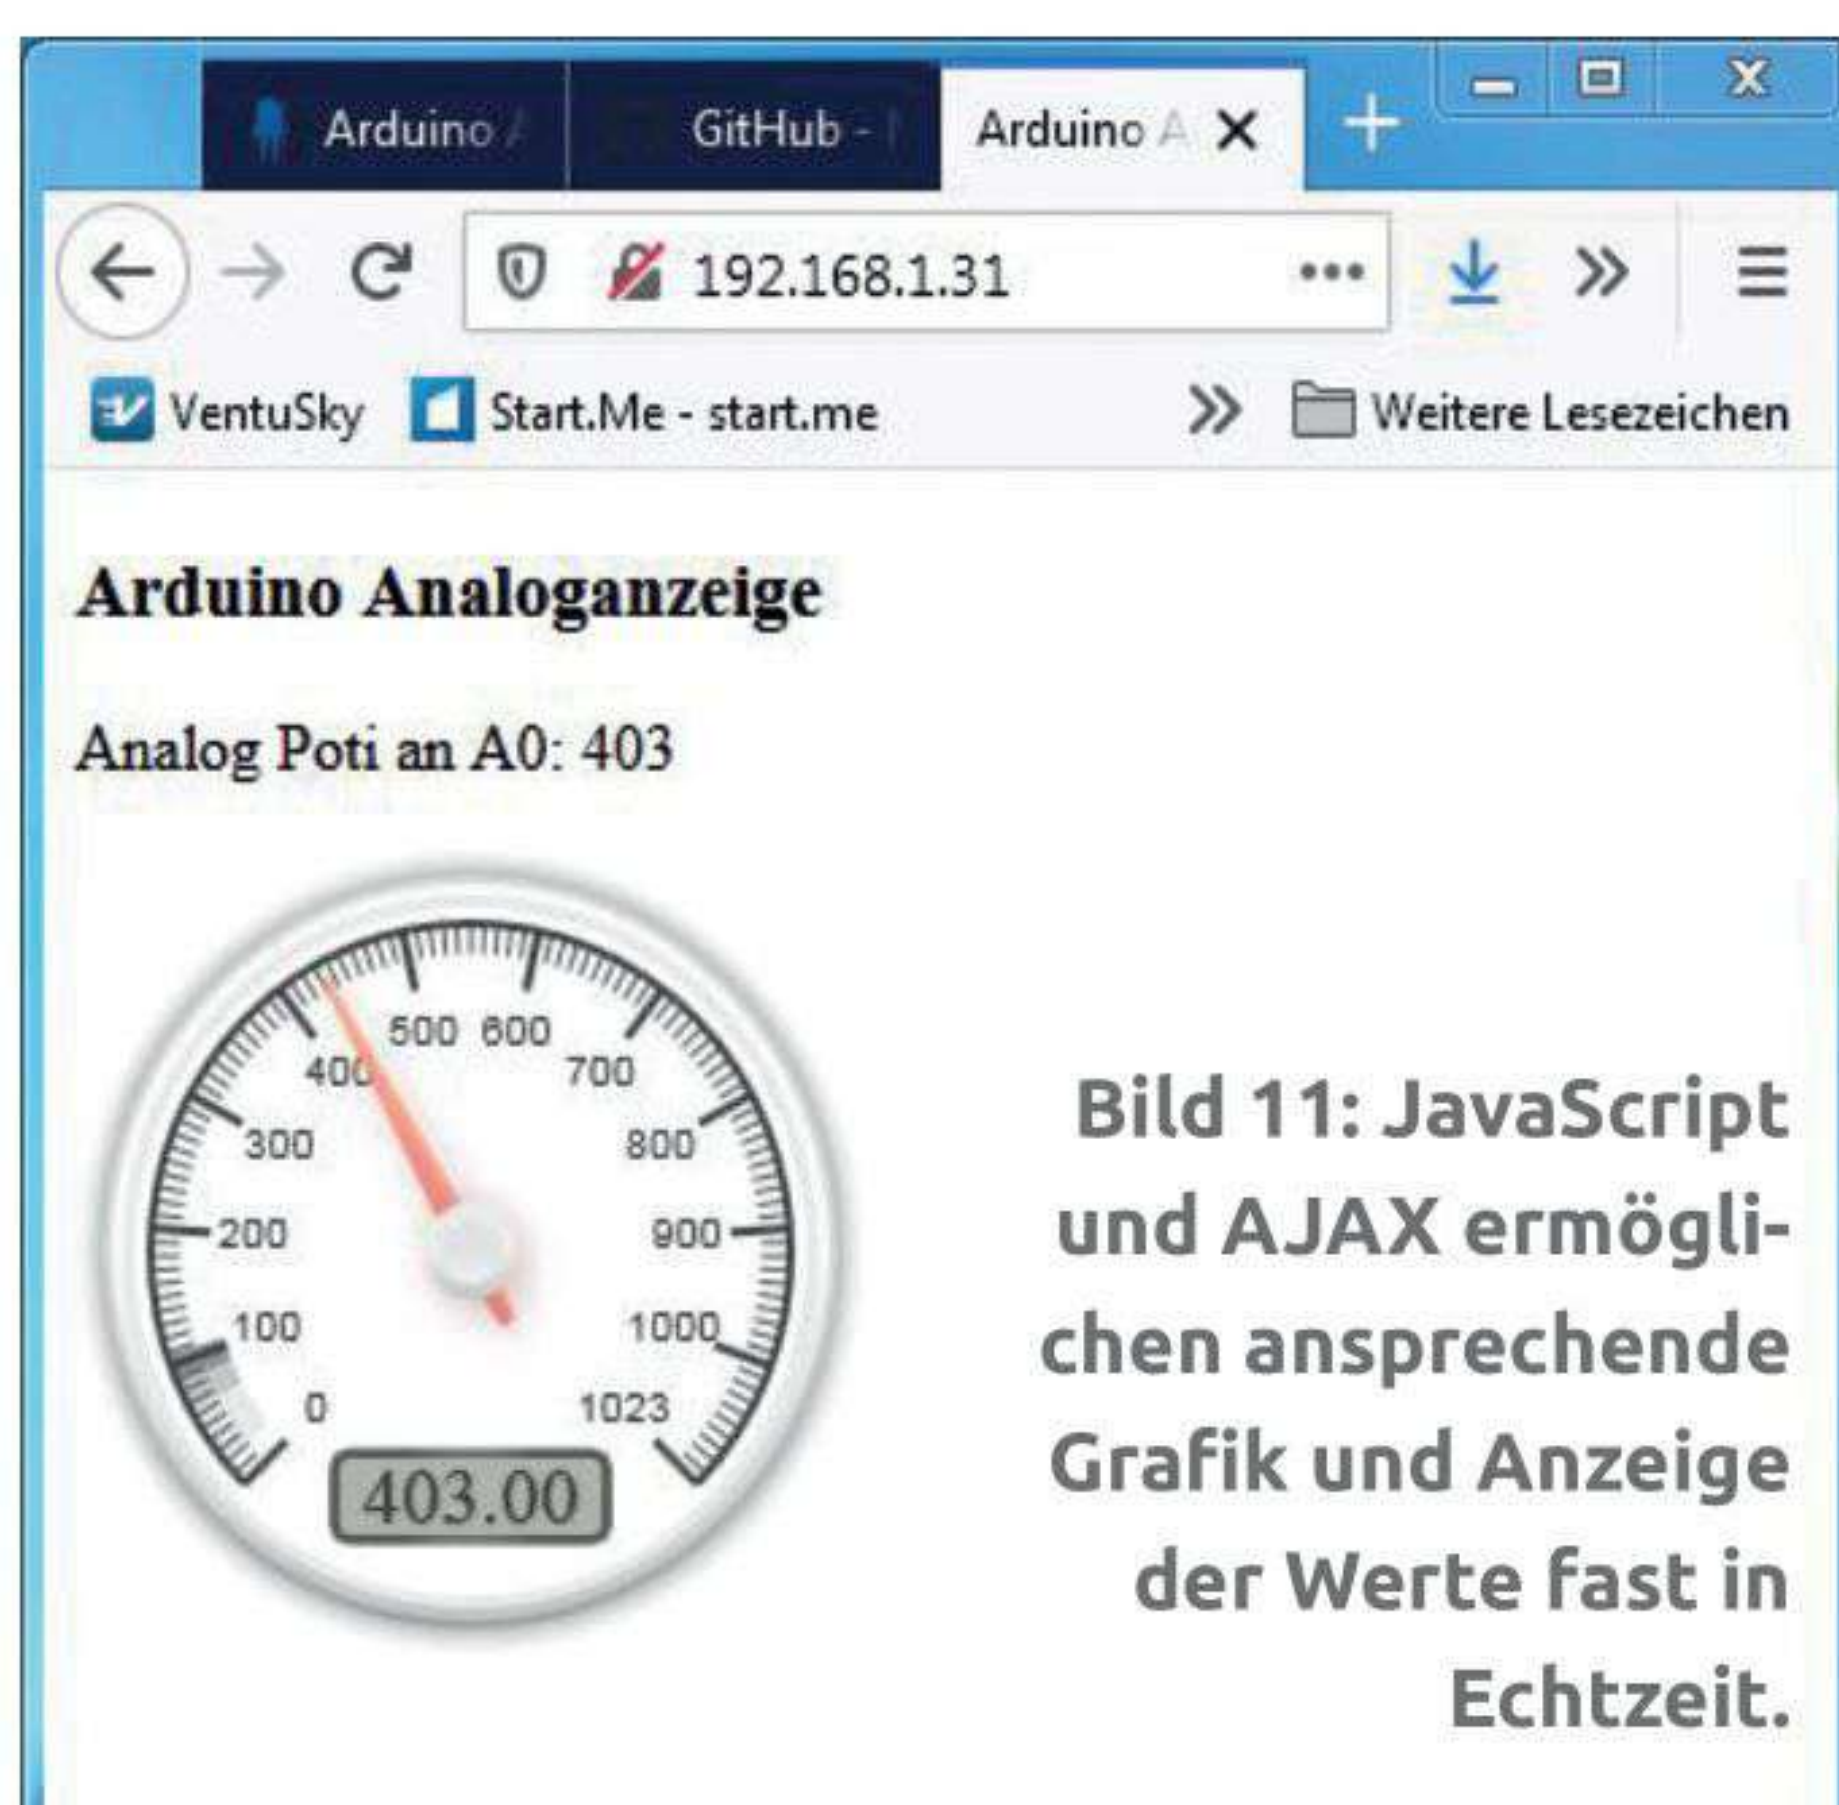 Arduino A
GitHub -
Arduino A
192.168.1.31
VentuSky
Start.Me - start.me
Weitere Lesezeichen
Arduino Analoganzeige
Analog Poti an A0: 403
500 600
400 700
300 800
200 900
100 1000
0 1023
403.00
Bild 11: JavaScript
und AJAX ermögli-
chen ansprechende
Grafik und Anzeige
der Werte fast in
Echtzeit.